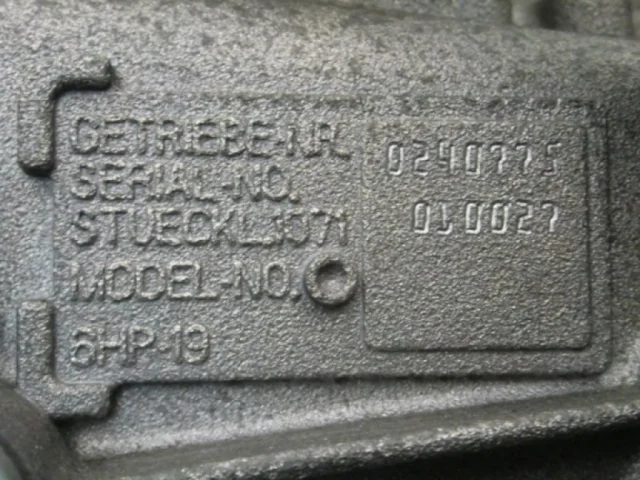 GETRIEBE-NR. 0240775
SERIAL-NO.
STUECKL.1071 010027
MODEL-NO.
6HP-19